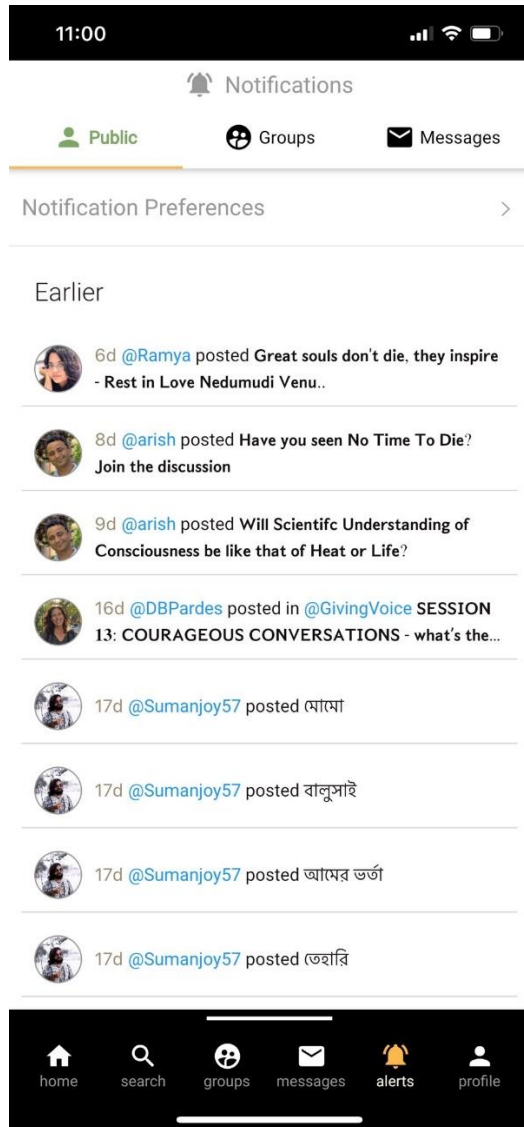 11:00
Notifications
Public
Groups
Messages
Notification Preferences
Earlier
6d @Ramya posted Great souls don't die, they inspire
- Rest in Love Nedumudi Venu..
8d @arish posted Have you seen No Time To Die?
Join the discussion
9d @arish posted Will Scientifc Understanding of
Consciousness be like that of Heat or Life?
16d @DBPardes posted in @GivingVoice SESSION
13: COURAGEOUS CONVERSATIONS - what's the...
17d @Sumanjoy57 posted মোমো
17d @Sumanjoy57 posted বালুসাই
17d @Sumanjoy57 posted আমের ভর্তা
17d @Sumanjoy57 posted তেহারি
home
search
groups
messages
alerts
profile